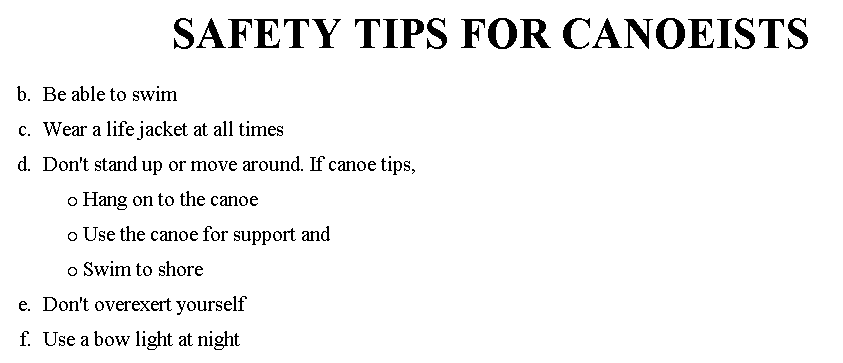 SAFETY TIPS FOR CANOEISTS
b. Be able to swim
c. Wear a life jacket at all times
d. Don't stand up or move around. If canoe tips,
o Hang on to the canoe
o Use the canoe for support and
o Swim to shore
e. Don't overexert yourself
f. Use a bow light at night